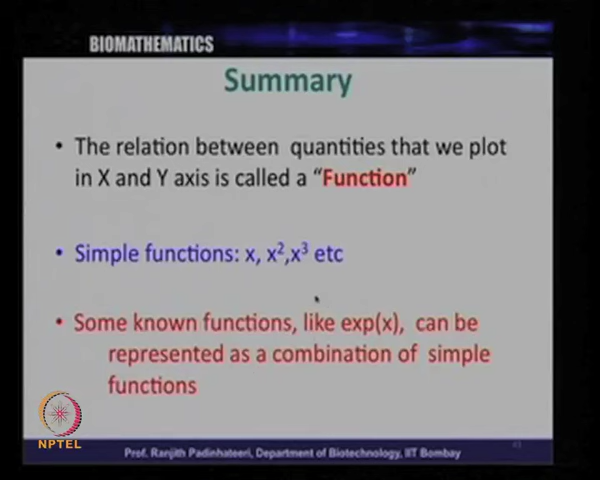 BIOMATHEMATICS
Summary
• The relation between quantities that we plot
in X and Y axis is called a “Function”
• Simple functions: x, x²,x³ etc
• Some known functions, like exp(x), can be
represented as a combination of simple
functions
NPTEL
Prof. Ranjith Padinhateeri, Department of Biotechnology, IIT Bombay